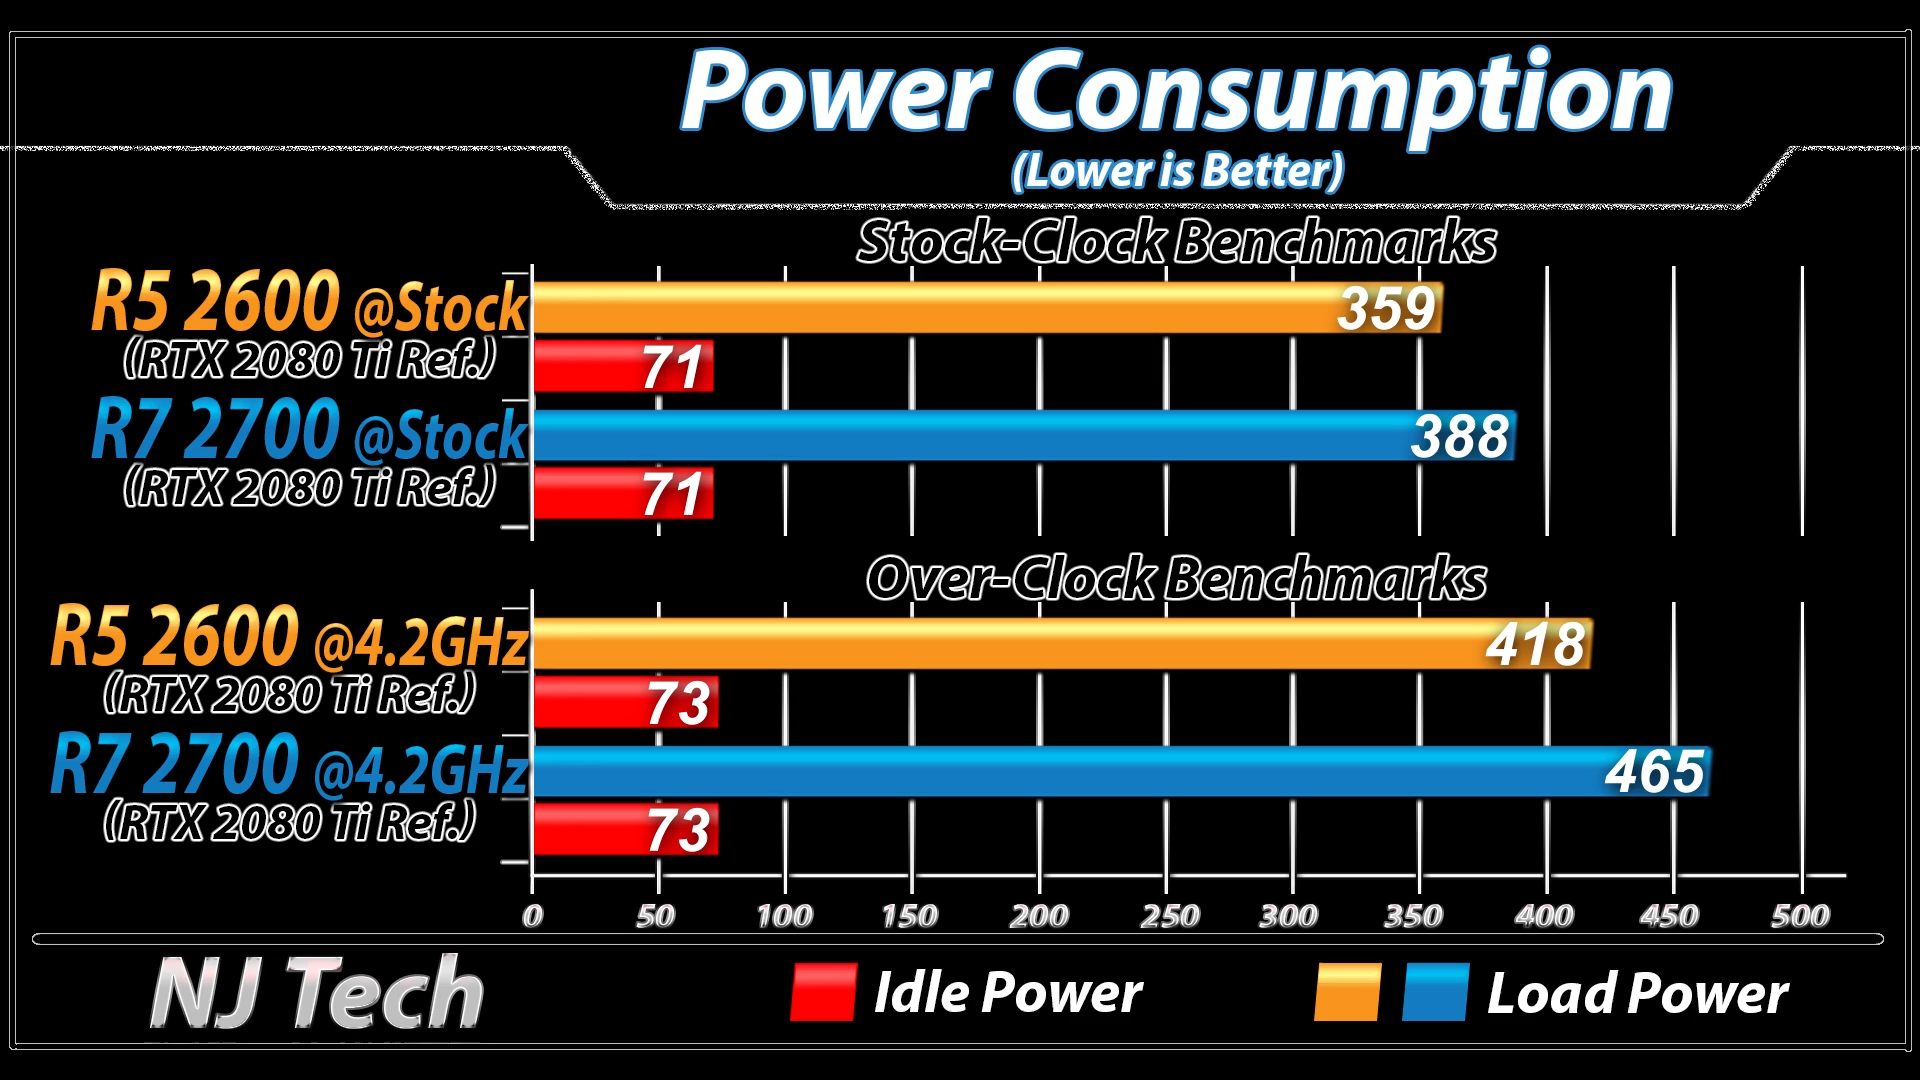 Power Consumption
(Lower is Better)
Stock-Clock Benchmarks
R5 2600 @Stock
(RTX 2080 Ti Ref.)
359
71
R7 2700 @Stock
(RTX 2080 Ti Ref.)
388
71
Over-Clock Benchmarks
R5 2600 @4.2GHz
(RTX 2080 Ti Ref.)
418
73
R7 2700 @4.2GHz
(RTX 2080 Ti Ref.)
465
73
0 50 100 150 200 250 300 350 400 450 500
NJ Tech Idle Power Load Power